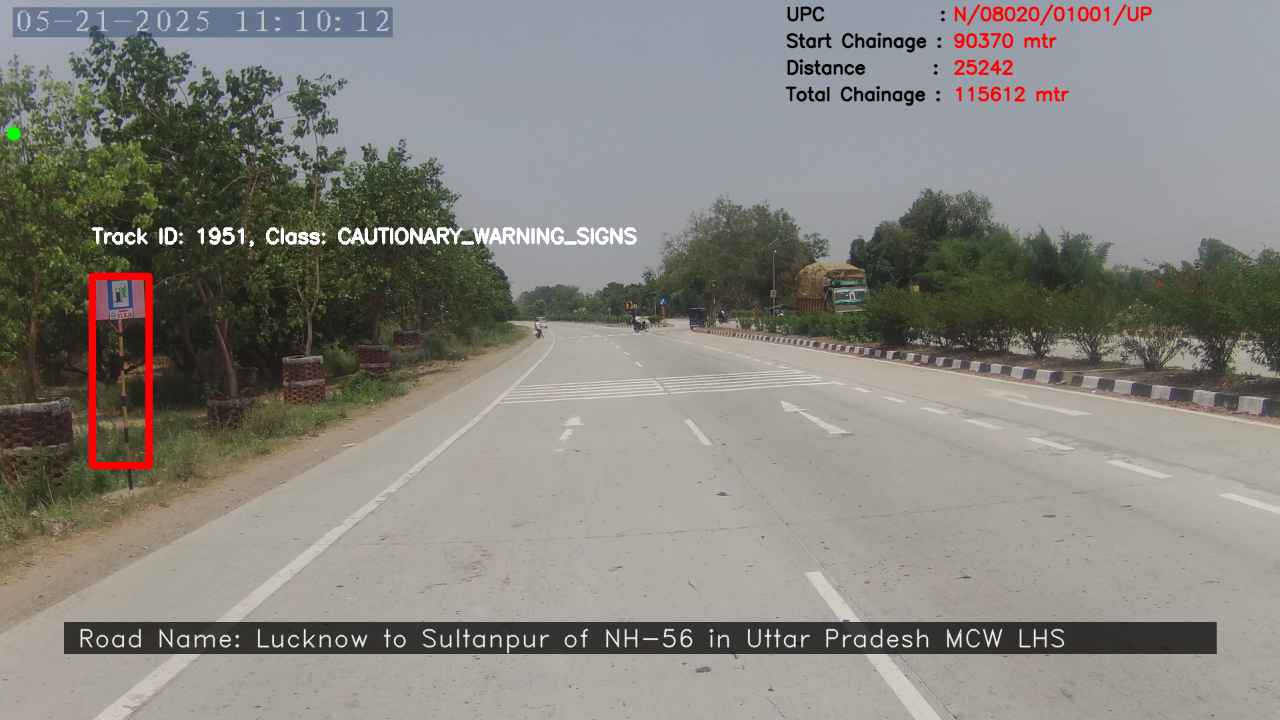 05-21-2025 11:10:12
UPC : N/08020/01001/UP
Start Chainage : 90370 mtr
Distance : 25242
Total Chainage : 115612 mtr
Track ID: 1951, Class: CAUTIONARY_WARNING_SIGNS
Road Name: Lucknow to Sultanpur of NH-56 in Uttar Pradesh MCW LHS